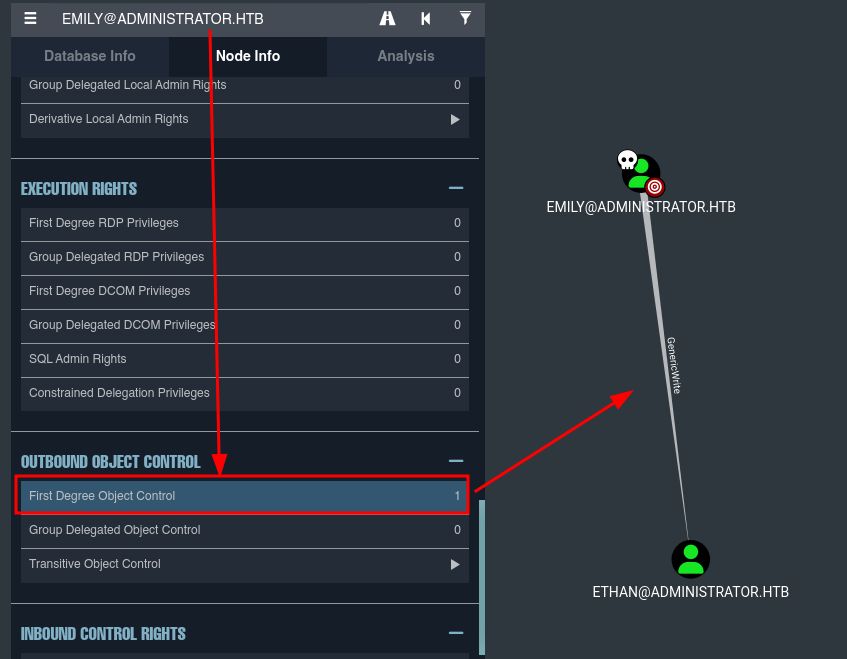 EMILY@ADMINISTRATOR.HTB
Database Info
Node Info
Analysis
Group Delegated Local Admin Rights 0
Derivative Local Admin Rights
EXECUTION RIGHTS
First Degree RDP Privileges 0
Group Delegated RDP Privileges 0
First Degree DCOM Privileges 0
Group Delegated DCOM Privileges 0
SQL Admin Rights 0
Constrained Delegation Privileges 0
OUTBOUND OBJECT CONTROL
First Degree Object Control 1
Group Delegated Object Control 0
Transitive Object Control
INBOUND CONTROL RIGHTS
EMILY@ADMINISTRATOR.HTB
GenericWrite
ETHAN@ADMINISTRATOR.HTB